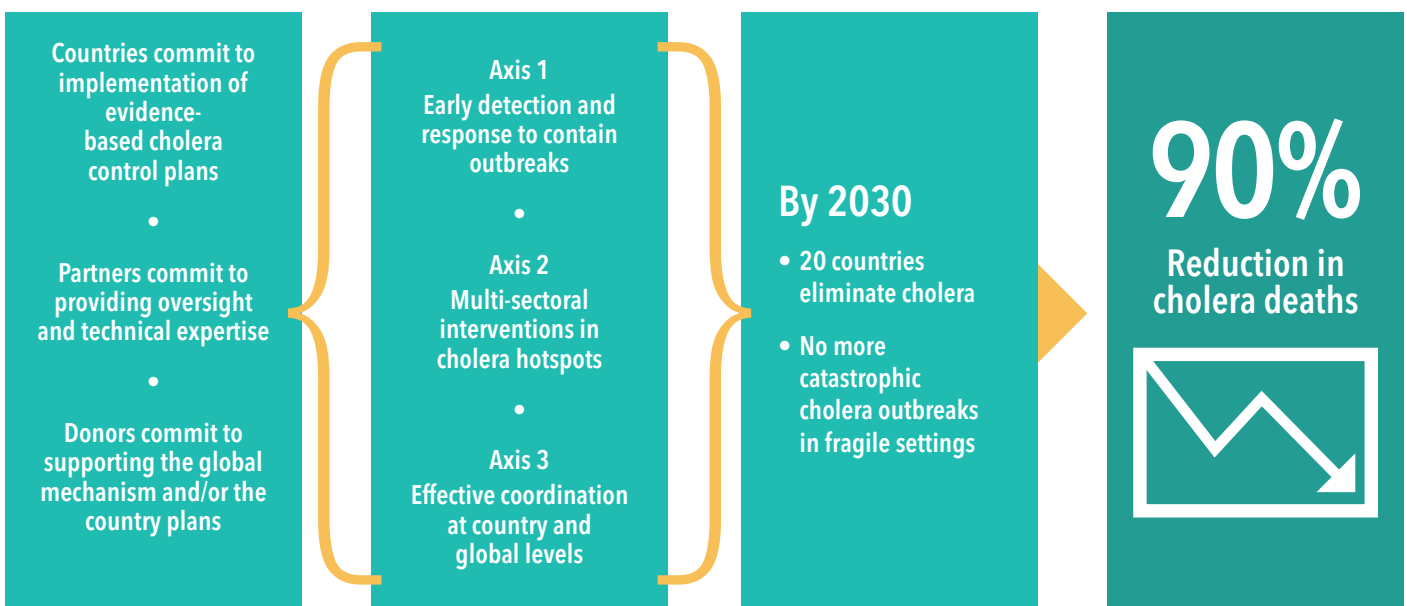 Countries commit to
implementation of
evidence-
based cholera
control plans
•
Partners commit to
providing oversight
and technical expertise
•
Donors commit to
supporting the global
mechanism and/or the
country plans
Axis 1
Early detection and
response to contain
outbreaks
•
Axis 2
Multi-sectoral
interventions in
cholera hotspots
•
Axis 3
Effective coordination
at country and
global levels
By 2030
• 20 countries
eliminate cholera
• No more
catastrophic
cholera outbreaks
in fragile settings
90%
Reduction in
cholera deaths